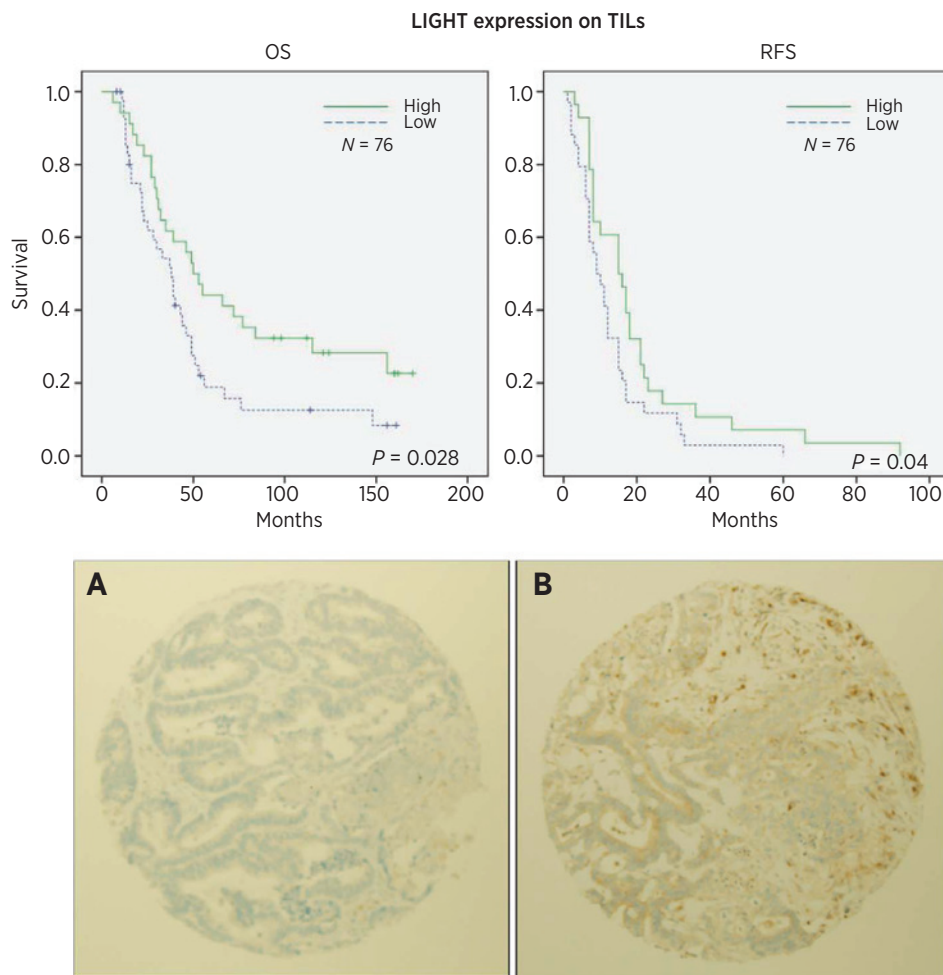 LIGHT expression on TILs
OS
RFS
High
Low
N = 76
High
Low
N = 76
Survival
1.0
0.8
0.6
0.4
0.2
0.0
P = 0.028
0
50
100
150
200
Months
1.0
0.8
0.6
0.4
0.2
0.0
P = 0.04
0
20
40
60
80
100
Months
A
B